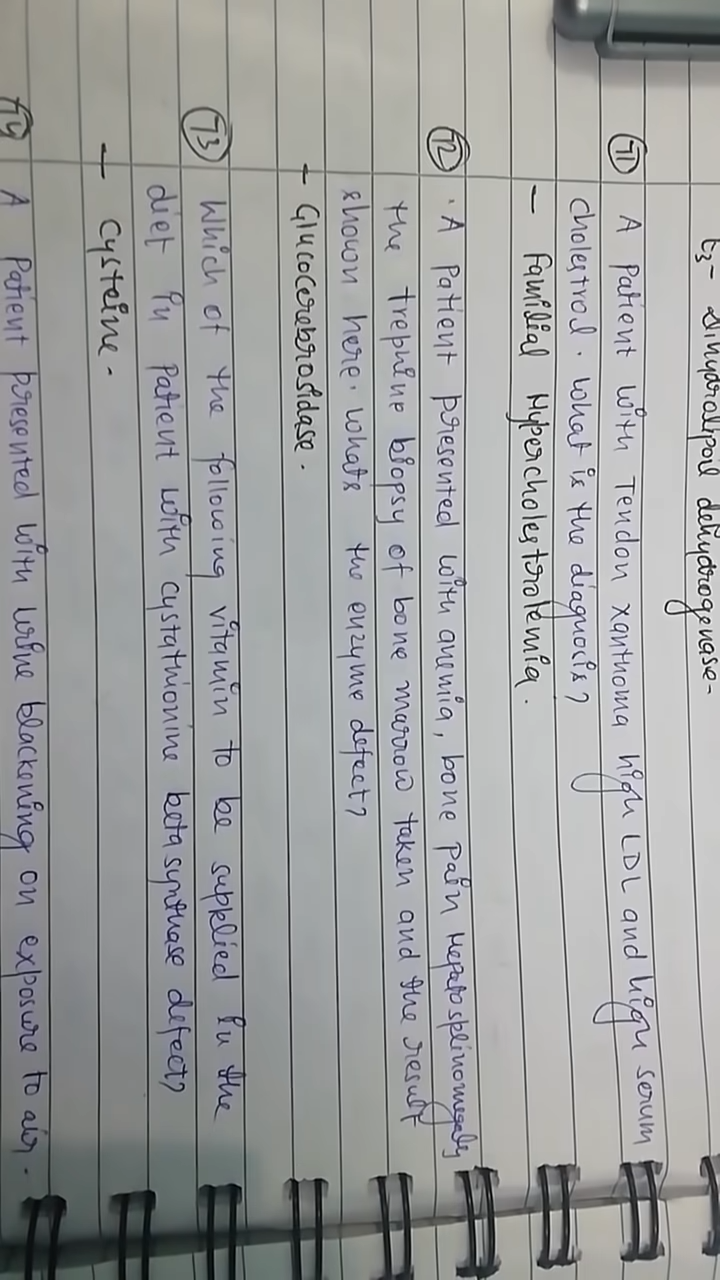 E3- Dihydrolipoil dehydrogenase-
71 A patient with Tendon xanthoma high LDL and high serum
cholestrol. what is the diagnosis?
- Familial Hypercholestrolemia.
72 . A patient presented with anemia, bone pain Hepatosplinomegaly
the trephine biopsy of bone marrow taken and the result
shown here. whats the enzyme defect?
- Glucocerebrosidase.
73 which of the following vitamin to be supplied in the
diet in patient with cystathionine beta synthase defect?
- cysteine.
74 A patient presented with urine blackening on exposure to air.